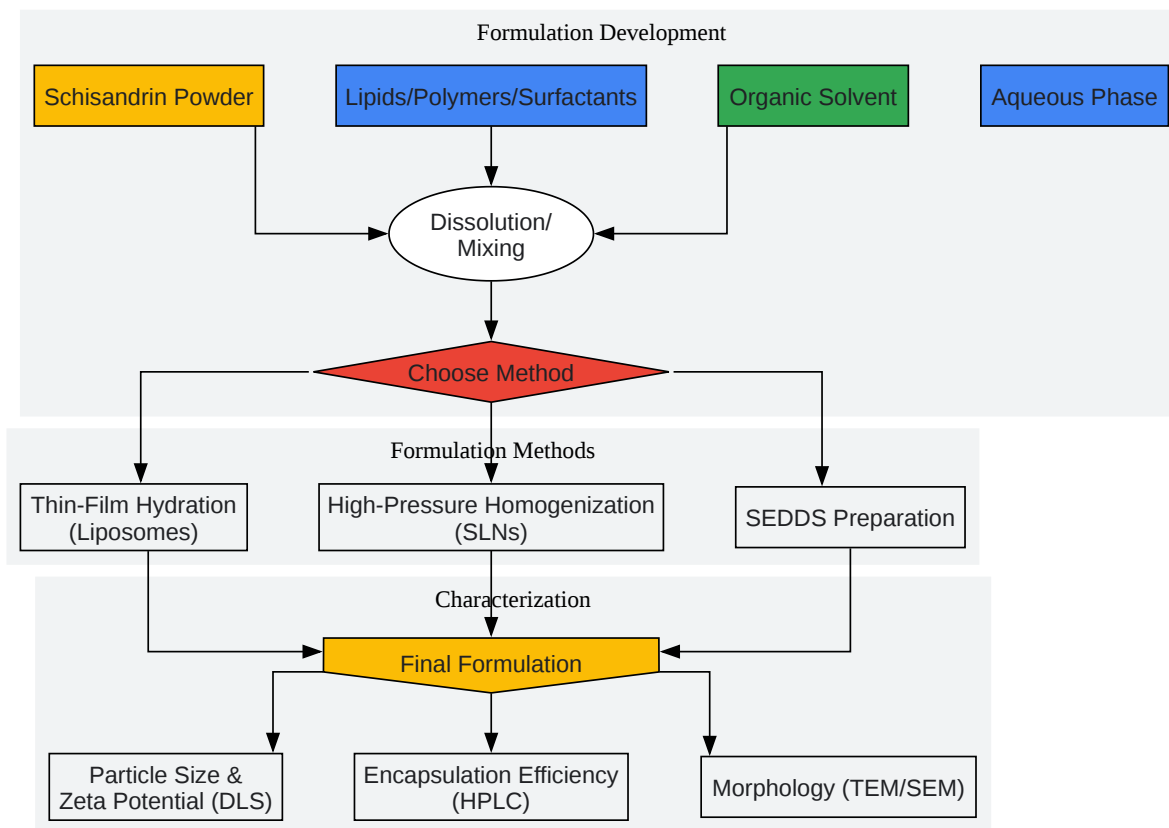 Formulation Development
Schisandrin Powder
Lipids/Polymers/Surfactants
Organic Solvent
Aqueous Phase
Dissolution/
Mixing
Choose Method
Formulation Methods
Thin-Film Hydration
(Liposomes)
High-Pressure Homogenization
(SLNs)
SEDDS Preparation
Characterization
Final Formulation
Particle Size &
Zeta Potential (DLS)
Encapsulation Efficiency
(HPLC)
Morphology (TEM/SEM)